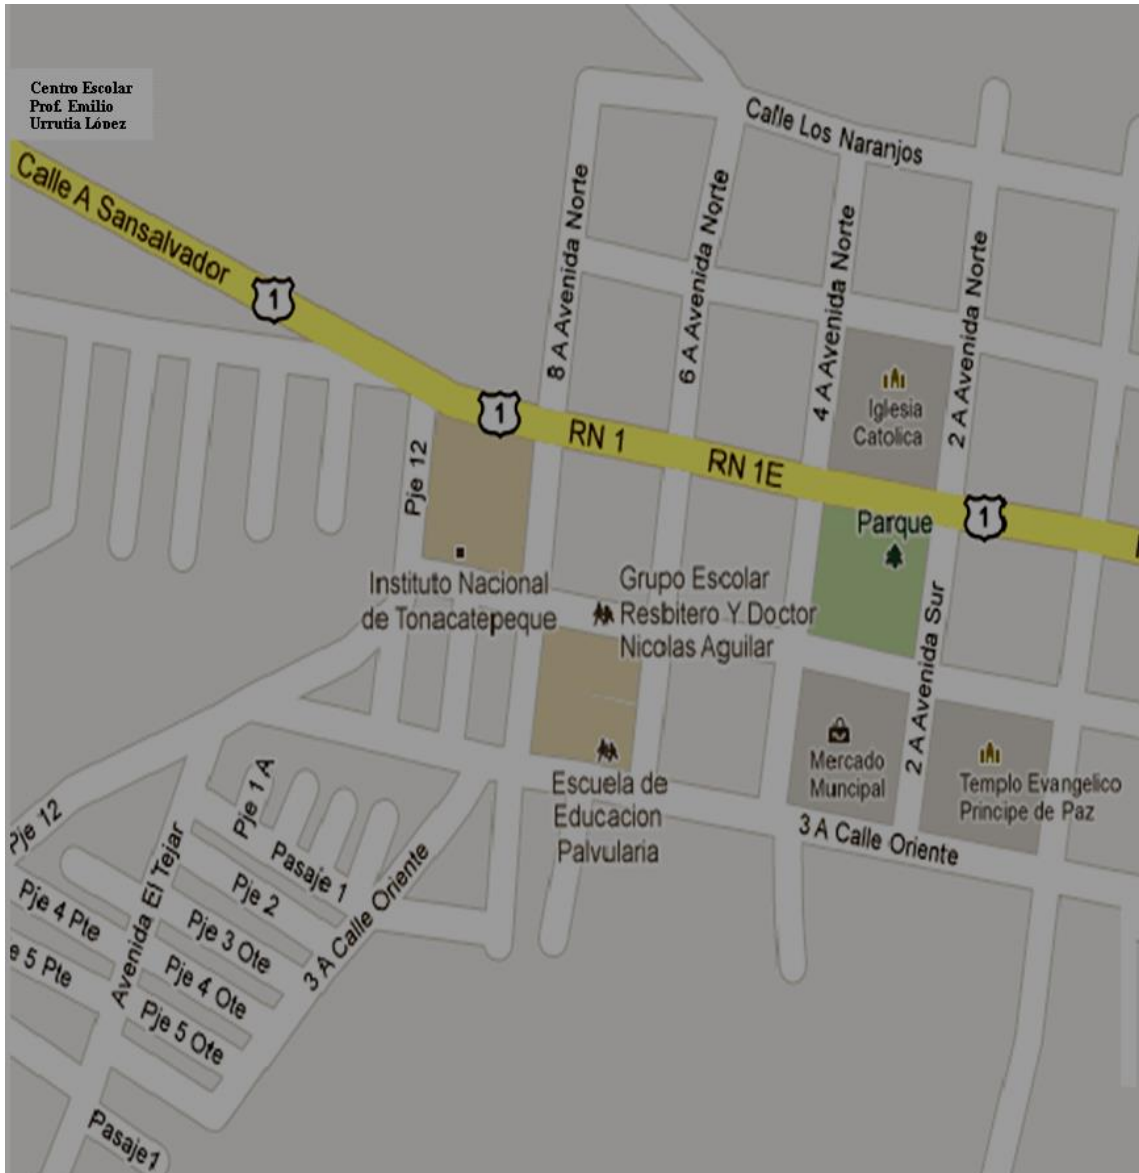 Centro Escolar
Prof. Emilio
Urrutia López
Calle A Sansalvador
1
Calle Los Naranjos
8 A Avenida Norte
6 A Avenida Norte
4 A Avenida Norte
2 A Avenida Norte
Iglesia
Catolica
1
RN 1
RN 1E
Pje 12
Parque
1
Instituto Nacional
de Tonacatepeque
Grupo Escolar
Resbitero Y Doctor
Nicolas Aguilar
2 A Avenida Sur
Mercado
Muncipal
Templo Evangelico
Principe de Paz
Escuela de
Educacion
Palvularia
3 A Calle Oriente
Pje 12
Pje 1 A
Pasaje 1
Pje 2
Avenida El Tejar
3 A Calle Oriente
Pje 4 Pte
Pje 3 Ote
e 5 Pte
Pje 4 Ote
Pje 5 Ote
Pasaje1